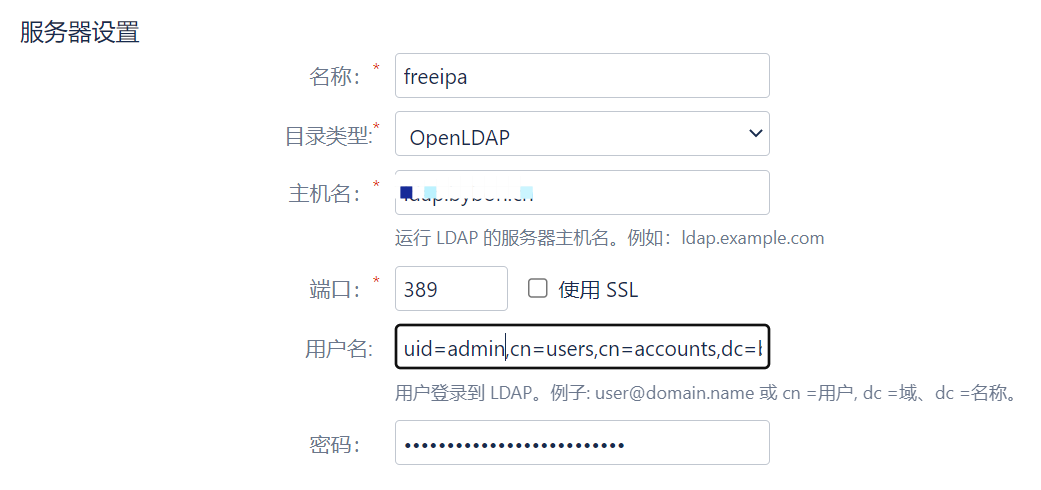 服务器设置
名称： * freeipa
目录类型: * OpenLDAP
主机名： *
运行 LDAP 的服务器主机名。例如：ldap.example.com
端口： * 389 使用 SSL
用户名: uid=admin,cn=users,cn=accounts,dc=
用户登录到 LDAP。例子: user@domain.name 或 cn =用户, dc =域、dc =名称。
密码： ••••••••••••••••••••••••••